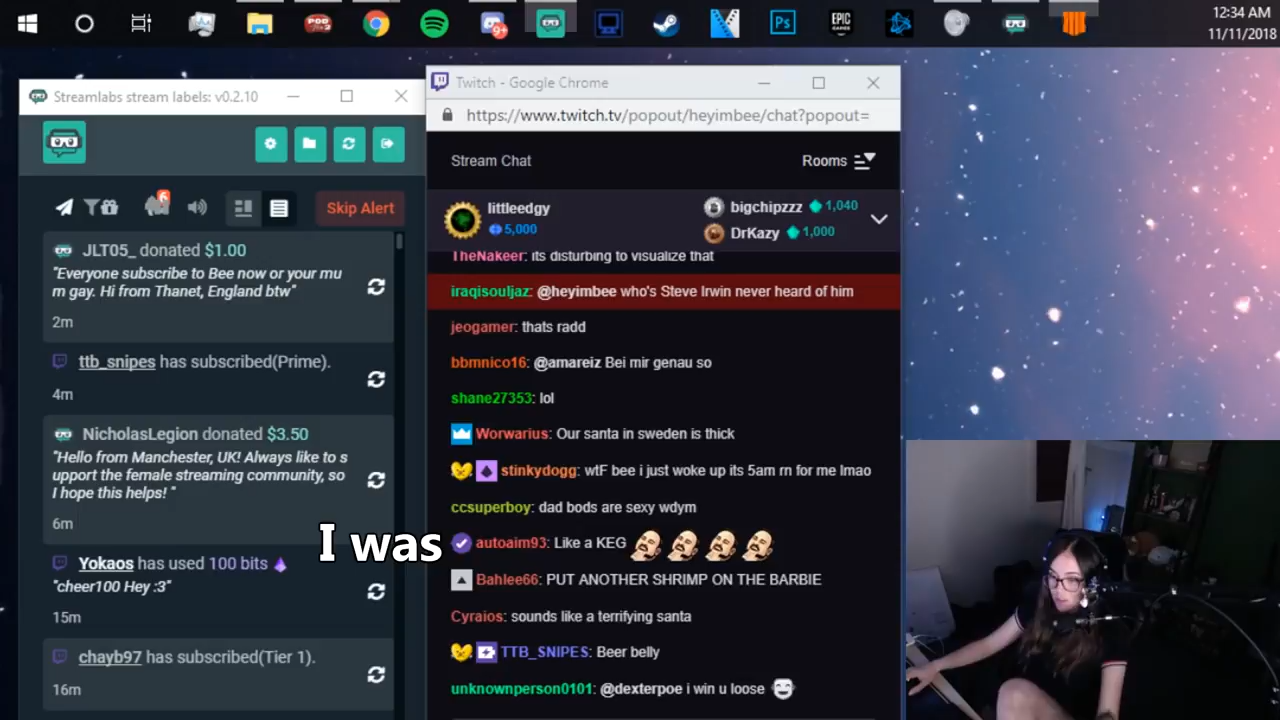 12:34 AM
11/11/2018
Streamlabs stream labels: v0.2.10
6
Skip Alert
JLT05_ donated $1.00
"Everyone subscribe to Bee now or your mu
m gay. Hi from Thanet, England btw"
2m
ttb_snipes has subscribed(Prime).
4m
NicholasLegion donated $3.50
"Hello from Manchester, UK! Always like to s
upport the female streaming community, so
I hope this helps! "
6m
Yokaos has used 100 bits
"cheer100 Hey :3"
15m
chayb97 has subscribed(Tier 1).
16m
Twitch - Google Chrome
https://www.twitch.tv/popout/heyimbee/chat?popout=
Stream Chat
Rooms
littleedgy
5,000
bigchipzzz 1,040
DrKazy 1,000
TheNakeer: its disturbing to visualize that
iraqisouljaz: @heyimbee who's Steve Irwin never heard of him
jeogamer: thats radd
bbmnico16: @amareiz Bei mir genau so
shane27353: lol
Worwarius: Our santa in sweden is thick
stinkydogg: wtF bee i just woke up its 5am rn for me lmao
ccsuperboy: dad bods are sexy wdym
autoaim93: Like a KEG
Bahlee66: PUT ANOTHER SHRIMP ON THE BARBIE
Cyraios: sounds like a terrifying santa
TTB_SNIPES: Beer belly
unknownperson0101: @dexterpoe i win u loose
I was
POD
9+
Ps
EPIC
GAMES